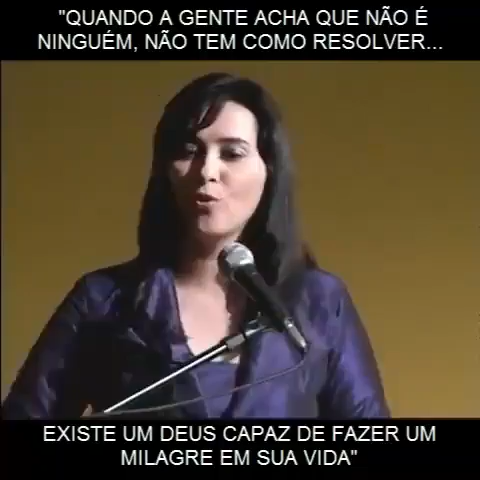 "QUANDO A GENTE ACHA QUE NÃO É
NINGUÉM, NÃO TEM COMO RESOLVER...
EXISTE UM DEUS CAPAZ DE FAZER UM
MILAGRE EM SUA VIDA"